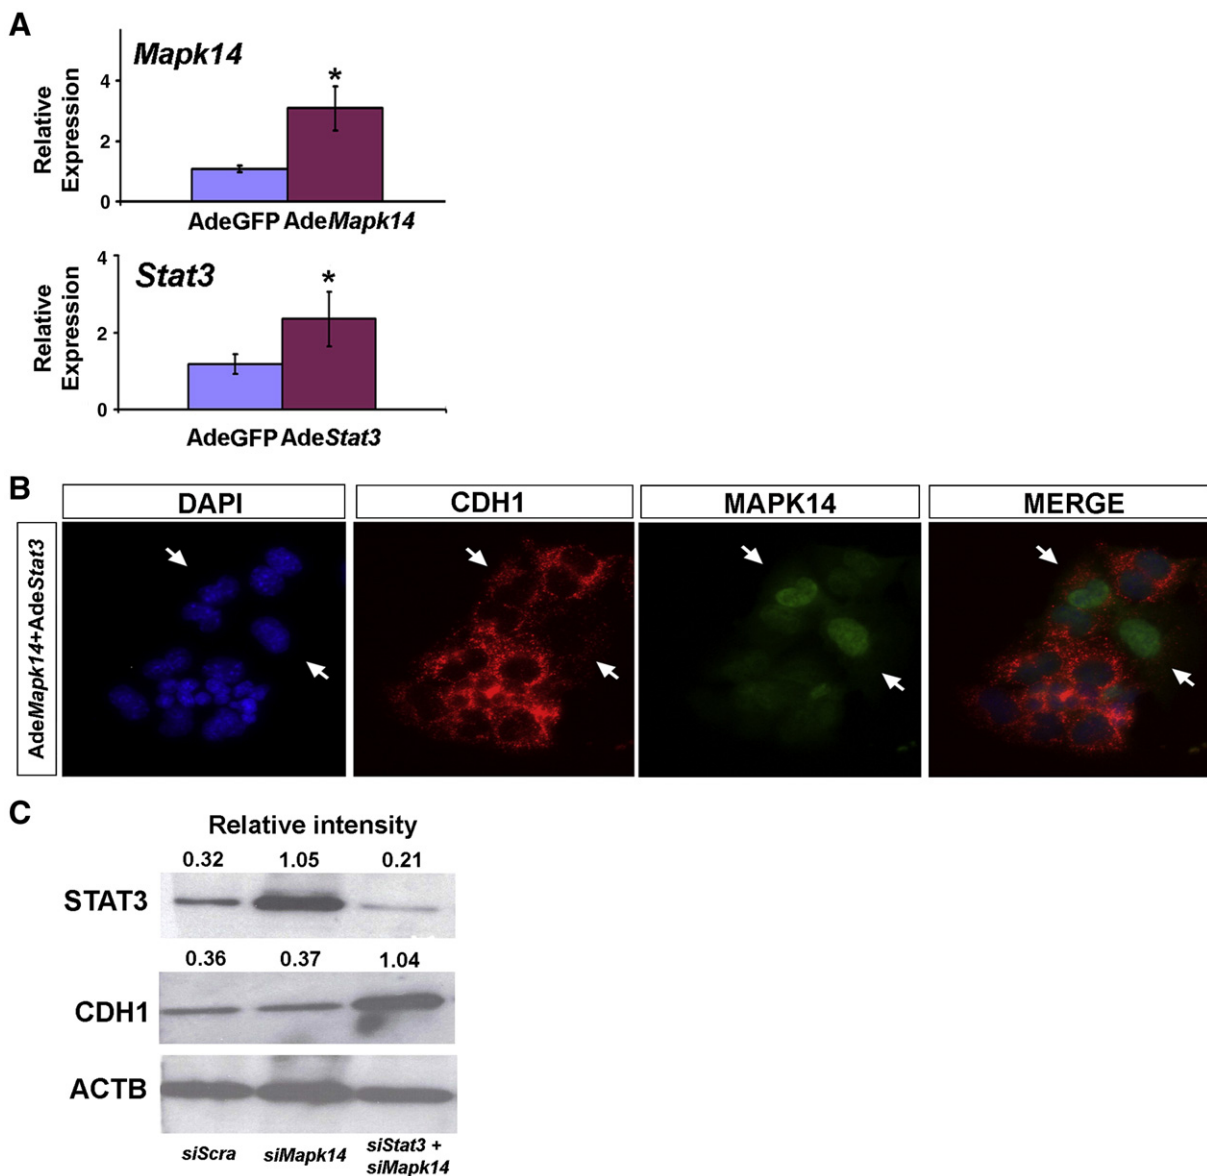 A
Mapk14
*
Relative
Expression
4
2
0
AdeGFP AdeMapk14
Stat3
*
Relative
Expression
4
2
0
AdeGFP AdeStat3
B
DAPI CDH1 MAPK14 MERGE
AdeMapk14+AdeStat3
C
Relative intensity
0.32 1.05 0.21
STAT3
0.36 0.37 1.04
CDH1
ACTB
siScra siMapk14 siStat3 +
siMapk14